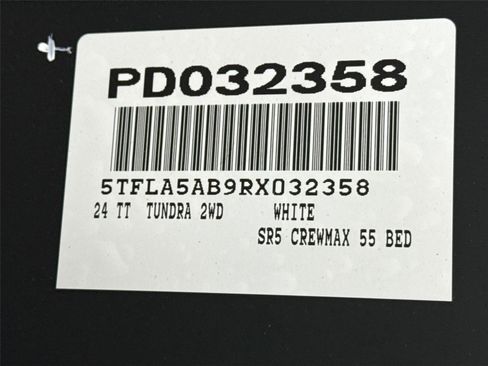 PD032358
5TFLA5AB9RX032358
24 TT TUNDRA 2WD WHITE
SR5 CREWMAX 55 BED